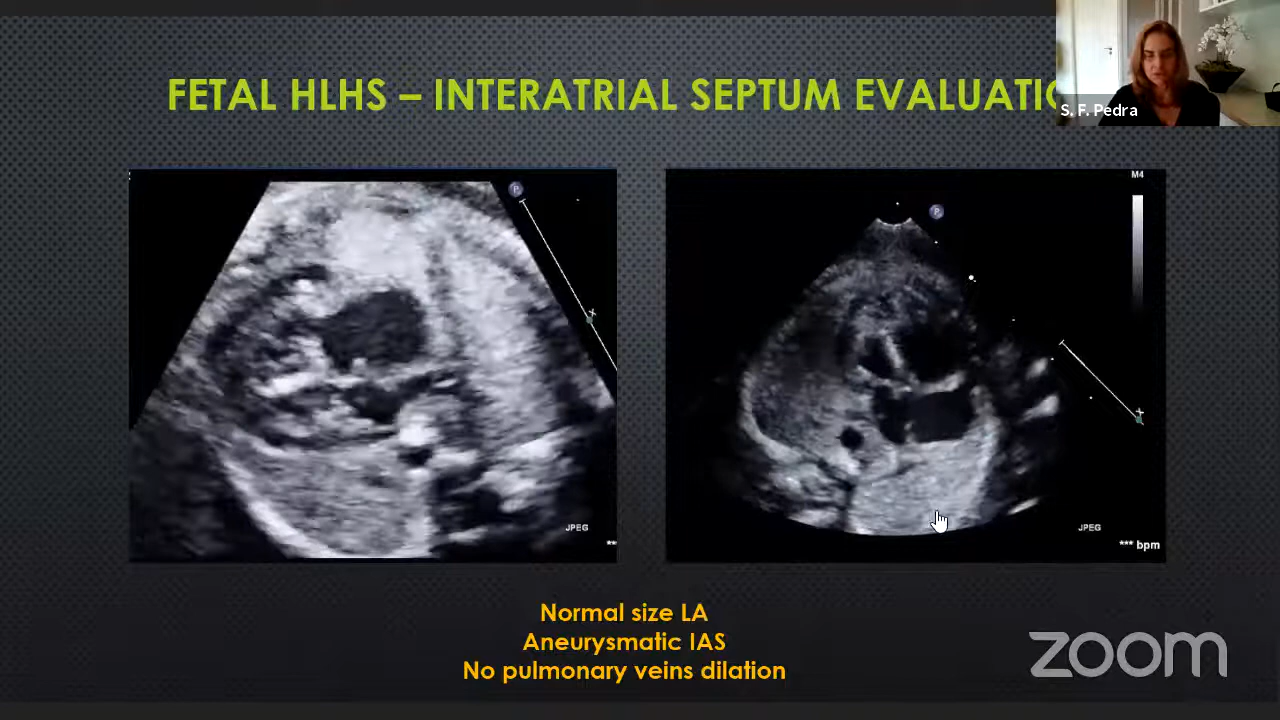 FETAL HLHS – INTERATRIAL SEPTUM EVALUATIO
S. F. Pedra
P
JPEG
**
M4
P
JPEG
*** bpm
Normal size LA
Aneurysmatic IAS
No pulmonary veins dilation
zoom